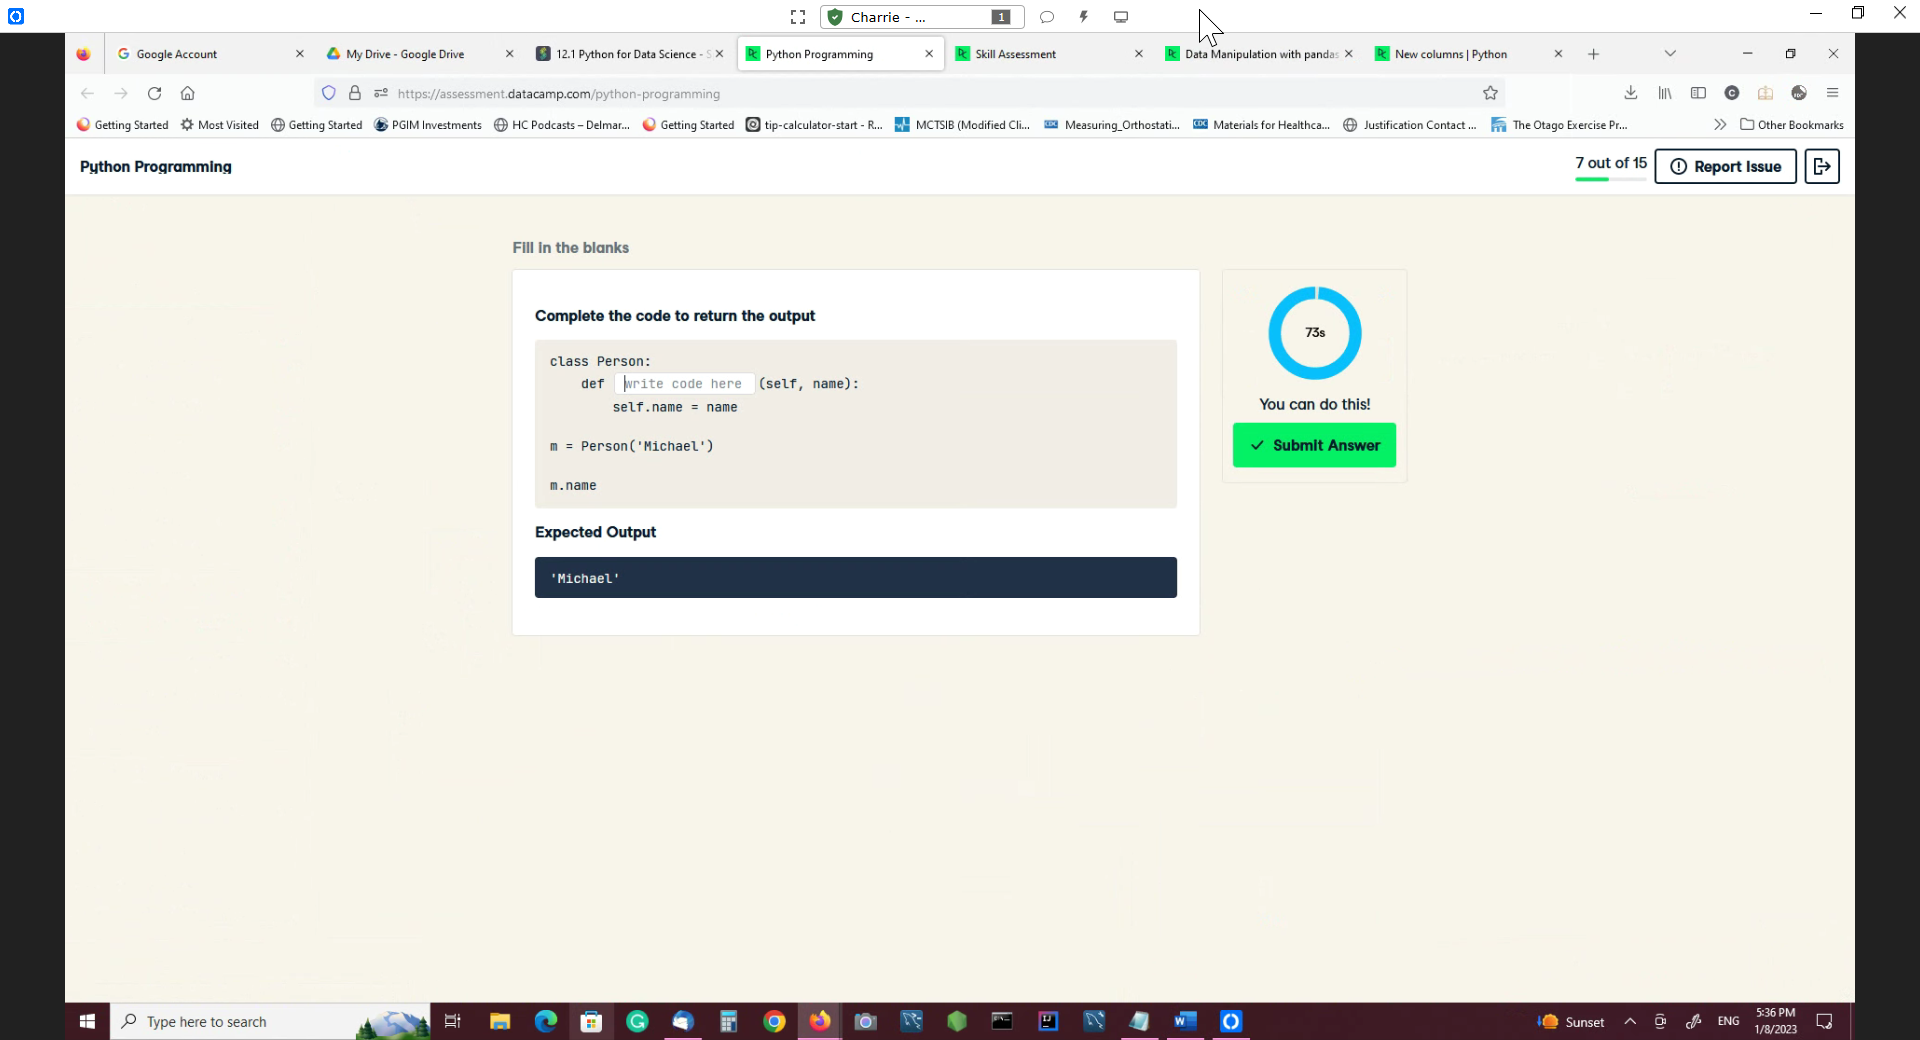 Charrie - ... 1
Google Account
My Drive - Google Drive
12.1 Python for Data Science - S
Python Programming
Skill Assessment
Data Manipulation with pandas
New columns | Python
https://assessment.datacamp.com/python-programming
Getting Started
Most Visited
Getting Started
PGIM Investments
HC Podcasts – Delmar...
Getting Started
tip-calculator-start - R...
MCTSIB (Modified Cli...
Measuring_Orthostati...
Materials for Healthca...
Justification Contact ...
The Otago Exercise Pr...
Other Bookmarks
Python Programming
7 out of 15
Report Issue
Fill in the blanks
Complete the code to return the output
class Person:
def write code here (self, name):
self.name = name
m = Person('Michael')
m.name
Expected Output
'Michael'
73s
You can do this!
Submit Answer
Type here to search
Sunset
ENG
5:36 PM
1/8/2023